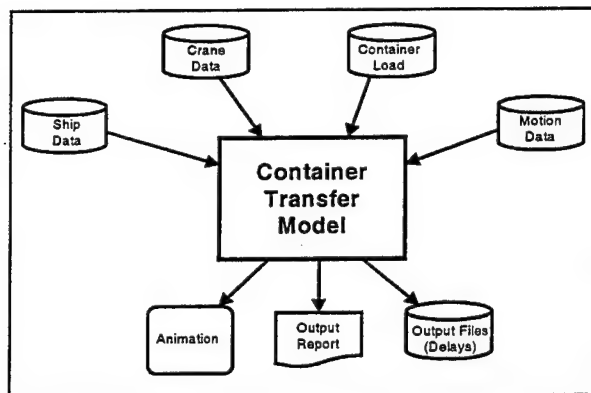 Crane
Data
Container
Load
Ship
Data
Motion
Data
Container
Transfer
Model
Animation
Output
Report
Output Files
(Delays)